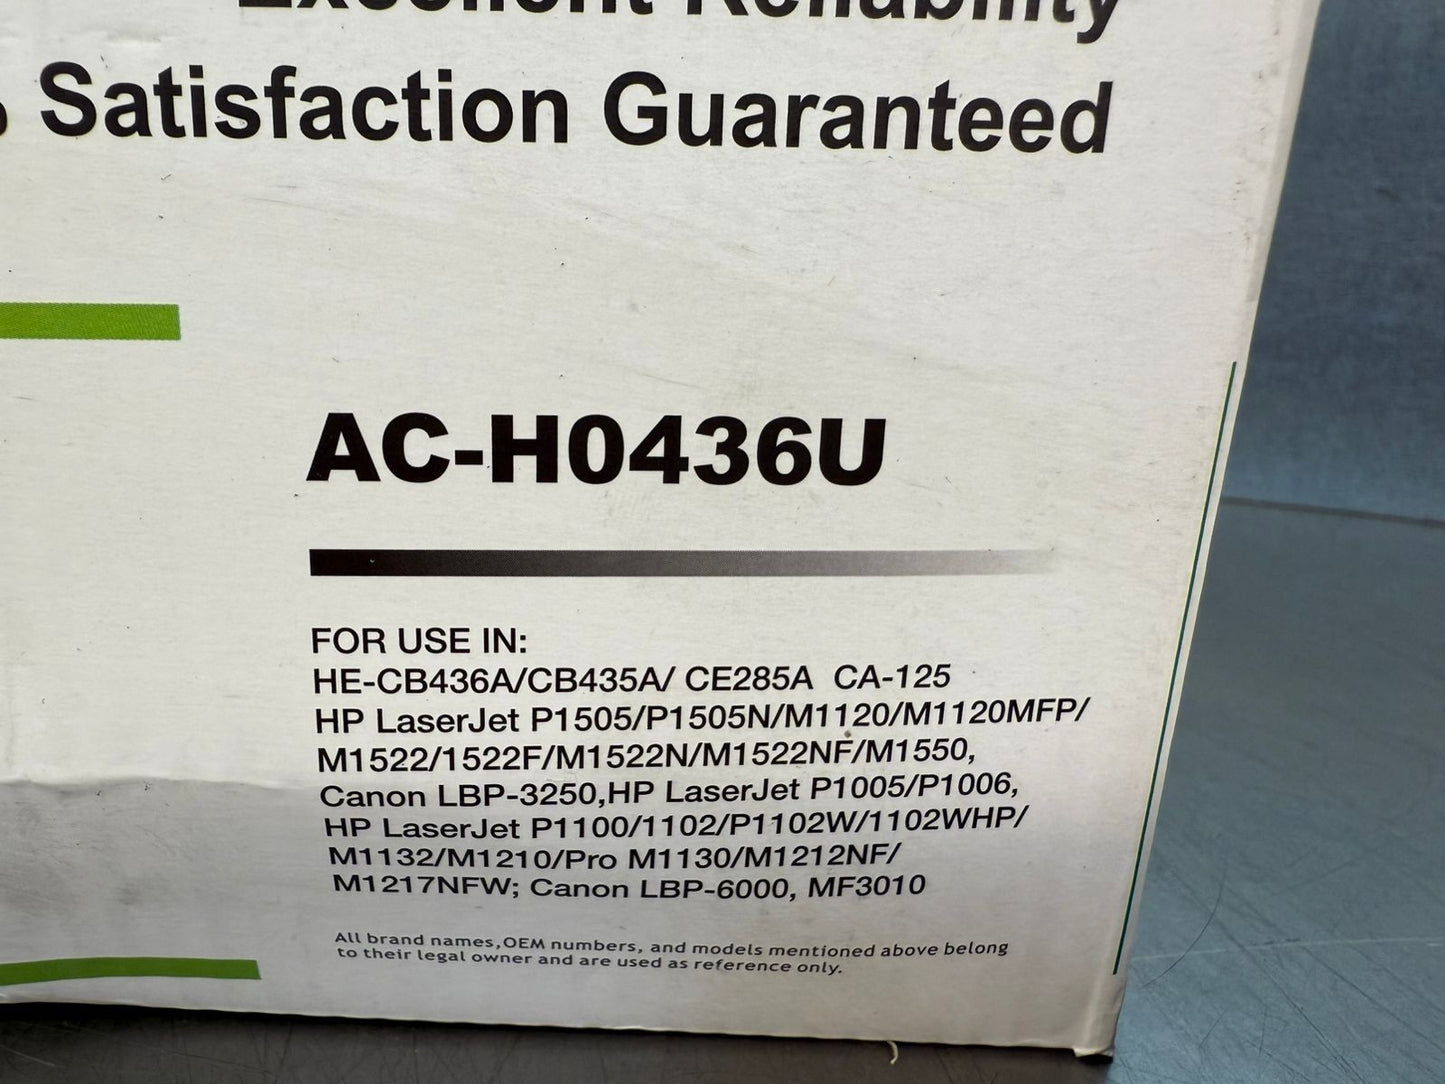 Excellent Reliability
Satisfaction Guaranteed
AC-H0436U
FOR USE IN:
HE-CB436A/CB435A/ CE285A CA-125
HP LaserJet P1505/P1505N/M1120/M1120MFP/
M1522/1522F/M1522N/M1522NF/M1550,
Canon LBP-3250,HP LaserJet P1005/P1006,
HP LaserJet P1100/1102/P1102W/1102WHP/
M1132/M1210/Pro M1130/M1212NF/
M1217NFW; Canon LBP-6000, MF3010
All brand names,OEM numbers, and models mentioned above belong
to their legal owner and are used as reference only.